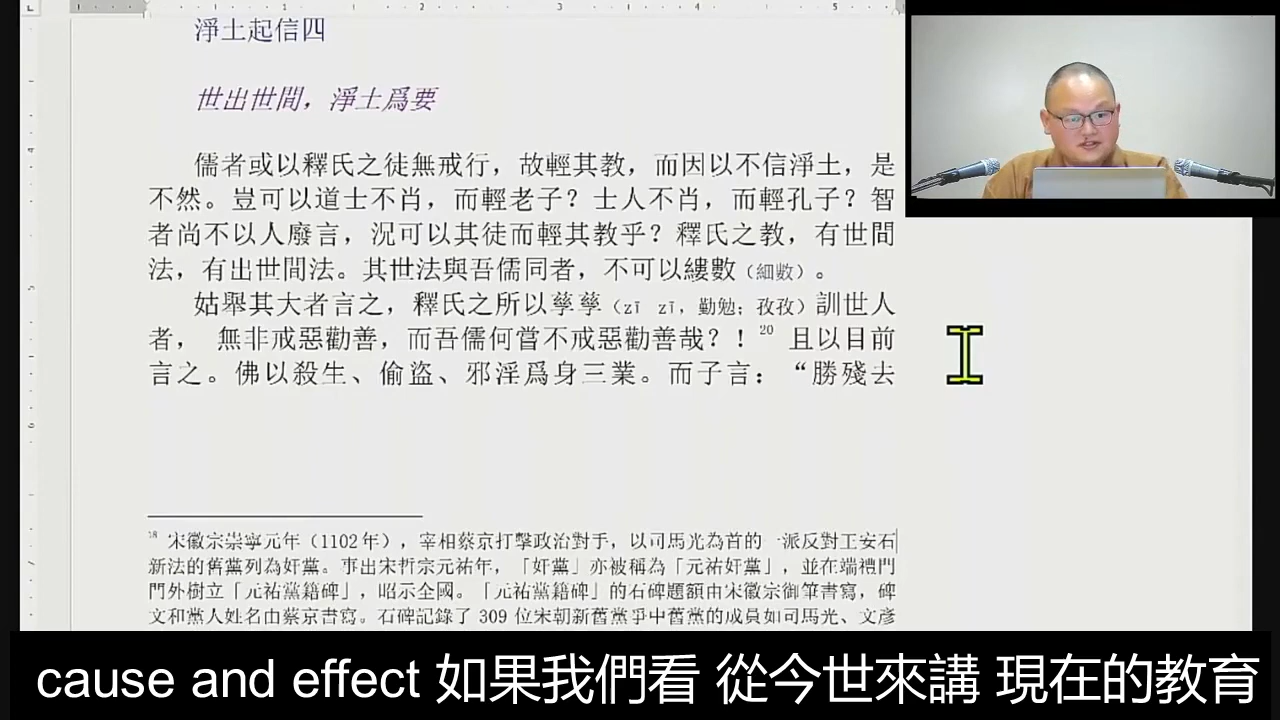 淨土起信四
世出世間，淨土爲要
儒者或以釋氏之徒無戒行，故輕其教，而因以不信淨土，是
不然。豈可以道士不肖，而輕老子？士人不肖，而輕孔子？智
者尚不以人廢言，況可以其徒而輕其教乎？釋氏之教，有世間
法，有出世間法。其世法與吾儒同者，不可以縷數（細數）。
姑舉其大者言之，釋氏之所以孳孳（zī zī，勤勉；孜孜）訓世人
者， 無非戒惡勸善，而吾儒何嘗不戒惡勸善哉？！20 且以目前
言之。佛以殺生、偷盜、邪淫爲身三業。而子言：“勝殘去
18 宋徽宗崇寧元年（1102年），宰相蔡京打擊政治對手，以司馬光為首的一派反對王安石
新法的舊黨列為奸黨。事出宋哲宗元祐年，「奸黨」亦被稱為「元祐奸黨」，並在端禮門
門外樹立「元祐黨籍碑」，昭示全國。「元祐黨籍碑」的石碑題額由宋徽宗御筆書寫，碑
文和黨人姓名由蔡京書寫。石碑記錄了 309 位宋朝新舊黨爭中舊黨的成員如司馬光、文彥
cause and effect 如果我們看 從今世來講 現在的教育